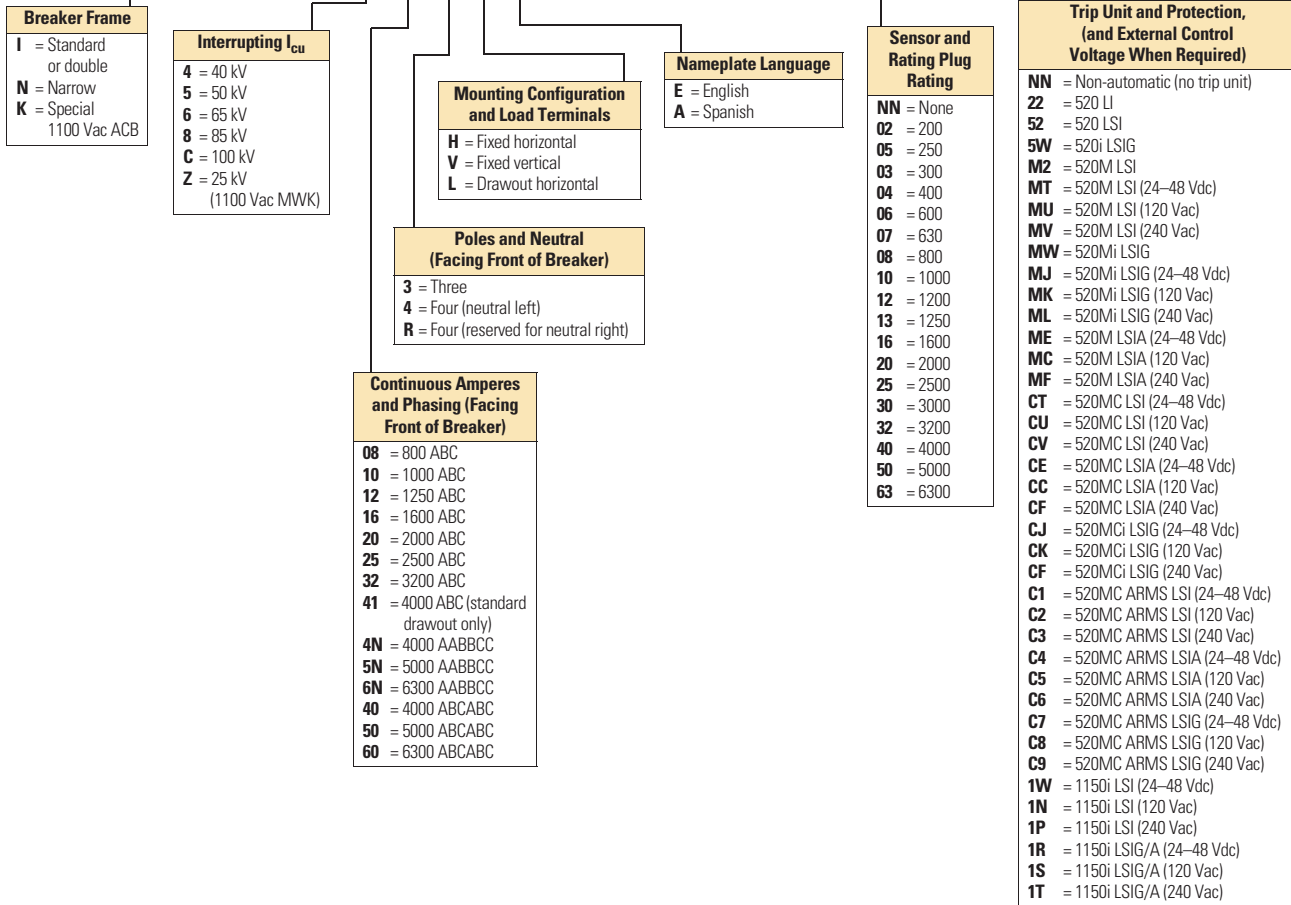 Breaker Frame
I = Standard
or double
N = Narrow
K = Special
1100 Vac ACB
Interrupting Icu
4 = 40 kV
5 = 50 kV
6 = 65 kV
8 = 85 kV
C = 100 kV
Z = 25 kV
(1100 Vac MWK)
Continuous Amperes
and Phasing (Facing
Front of Breaker)
08 = 800 ABC
10 = 1000 ABC
12 = 1250 ABC
16 = 1600 ABC
20 = 2000 ABC
25 = 2500 ABC
32 = 3200 ABC
41 = 4000 ABC (standard
drawout only)
4N = 4000 AABBCC
5N = 5000 AABBCC
6N = 6300 AABBCC
40 = 4000 ABCABC
50 = 5000 ABCABC
60 = 6300 ABCABC
Poles and Neutral
(Facing Front of Breaker)
3 = Three
4 = Four (neutral left)
R = Four (reserved for neutral right)
Mounting Configuration
and Load Terminals
H = Fixed horizontal
V = Fixed vertical
L = Drawout horizontal
Nameplate Language
E = English
A = Spanish
Sensor and
Rating Plug
Rating
NN = None
02 = 200
05 = 250
03 = 300
04 = 400
06 = 600
07 = 630
08 = 800
10 = 1000
12 = 1200
13 = 1250
16 = 1600
20 = 2000
25 = 2500
30 = 3000
32 = 3200
40 = 4000
50 = 5000
63 = 6300
Trip Unit and Protection,
(and External Control
Voltage When Required)
NN = Non-automatic (no trip unit)
22 = 520 LI
52 = 520 LSI
5W = 520i LSIG
M2 = 520M LSI
MT = 520M LSI (24–48 Vdc)
MU = 520M LSI (120 Vac)
MV = 520M LSI (240 Vac)
MW = 520Mi LSIG
MJ = 520Mi LSIG (24–48 Vdc)
MK = 520Mi LSIG (120 Vac)
ML = 520Mi LSIG (240 Vac)
ME = 520M LSIA (24–48 Vdc)
MC = 520M LSIA (120 Vac)
MF = 520M LSIA (240 Vac)
CT = 520MC LSI (24–48 Vdc)
CU = 520MC LSI (120 Vac)
CV = 520MC LSI (240 Vac)
CE = 520MC LSIA (24–48 Vdc)
CC = 520MC LSIA (120 Vac)
CF = 520MC LSIA (240 Vac)
CJ = 520MCi LSIG (24–48 Vdc)
CK = 520MCi LSIG (120 Vac)
CF = 520MCi LSIG (240 Vac)
C1 = 520MC ARMS LSI (24–48 Vdc)
C2 = 520MC ARMS LSI (120 Vac)
C3 = 520MC ARMS LSI (240 Vac)
C4 = 520MC ARMS LSIA (24–48 Vdc)
C5 = 520MC ARMS LSIA (120 Vac)
C6 = 520MC ARMS LSIA (240 Vac)
C7 = 520MC ARMS LSIG (24–48 Vdc)
C8 = 520MC ARMS LSIG (120 Vac)
C9 = 520MC ARMS LSIG (240 Vac)
1W = 1150i LSI (24–48 Vdc)
1N = 1150i LSI (120 Vac)
1P = 1150i LSI (240 Vac)
1R = 1150i LSIG/A (24–48 Vdc)
1S = 1150i LSIG/A (120 Vac)
1T = 1150i LSIG/A (240 Vac)